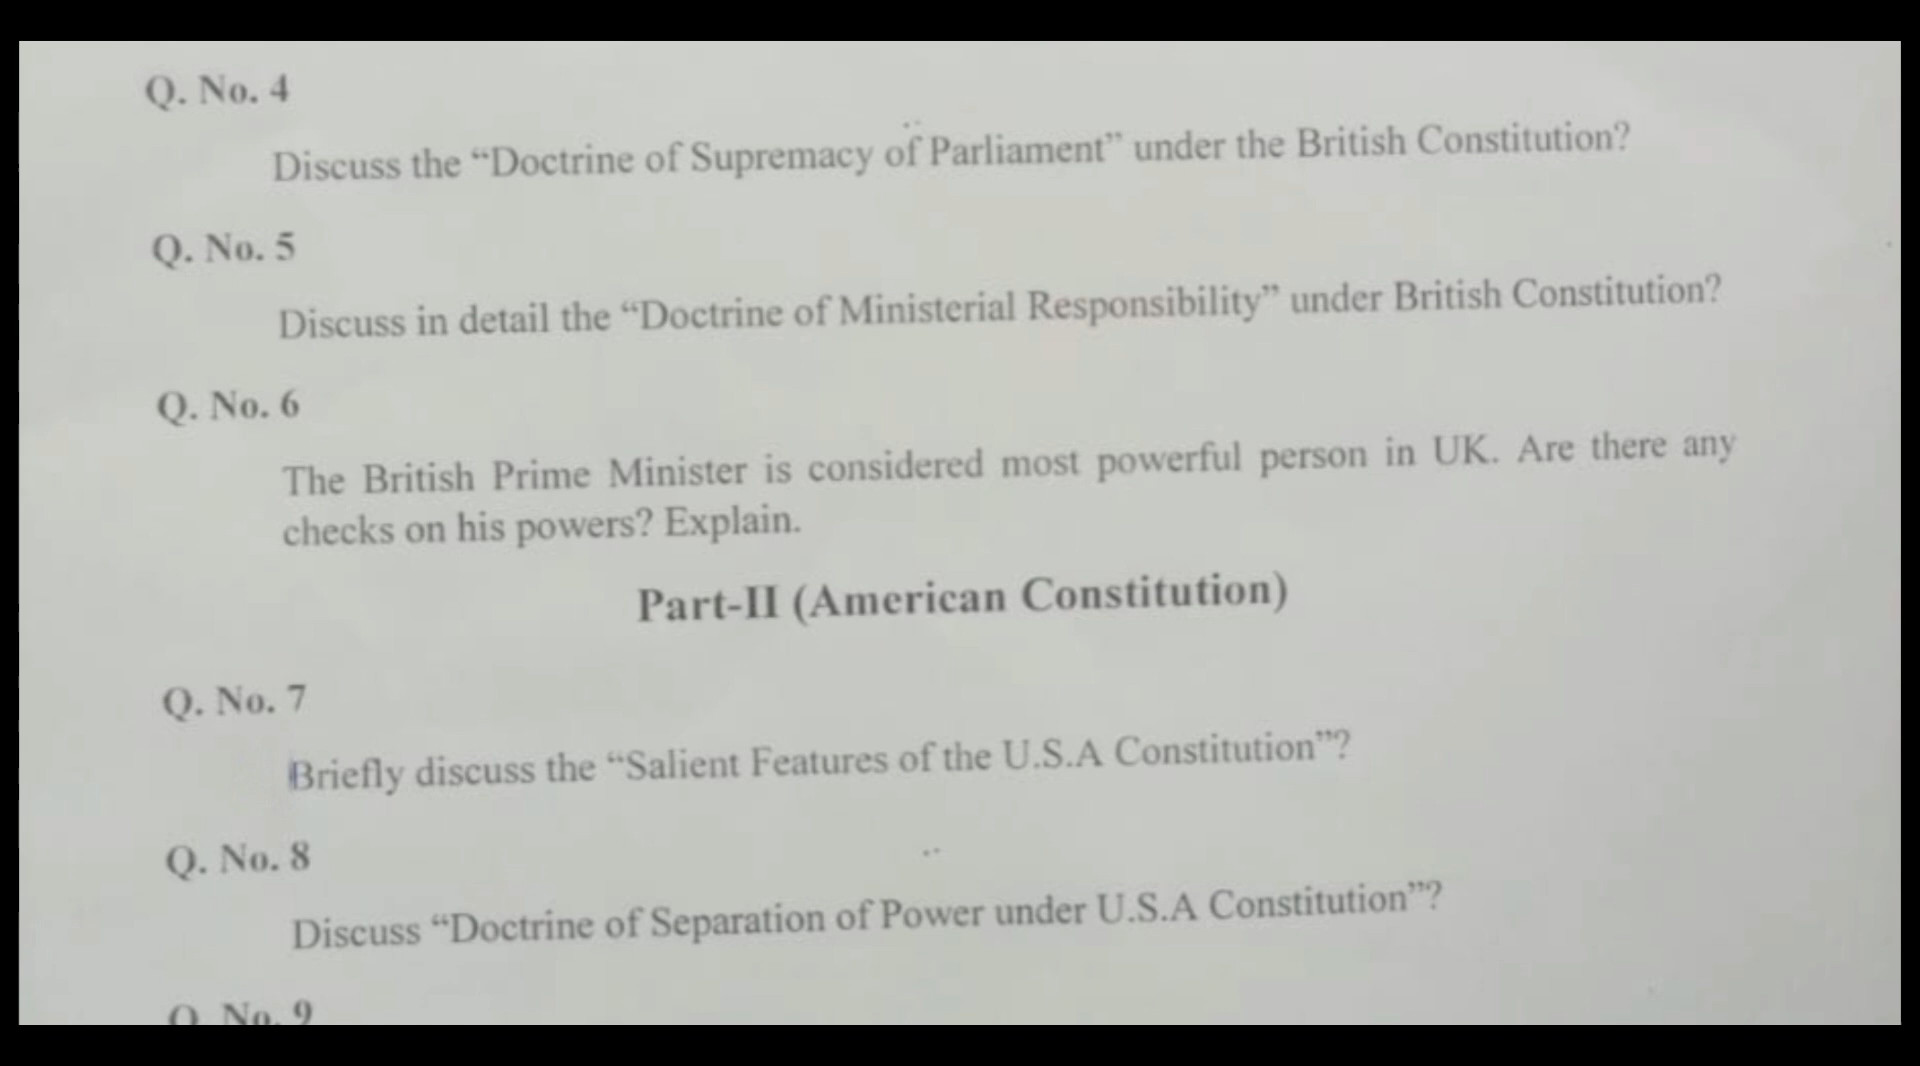 Q. No. 4
Discuss the “Doctrine of Supremacy of Parliament” under the British Constitution?
Q. No. 5
Discuss in detail the “Doctrine of Ministerial Responsibility” under British Constitution?
Q. No. 6
The British Prime Minister is considered most powerful person in UK. Are there any
checks on his powers? Explain.
Part-II (American Constitution)
Q. No. 7
Briefly discuss the “Salient Features of the U.S.A Constitution”?
Q. No. 8
Discuss “Doctrine of Separation of Power under U.S.A Constitution”?
Q. No. 9